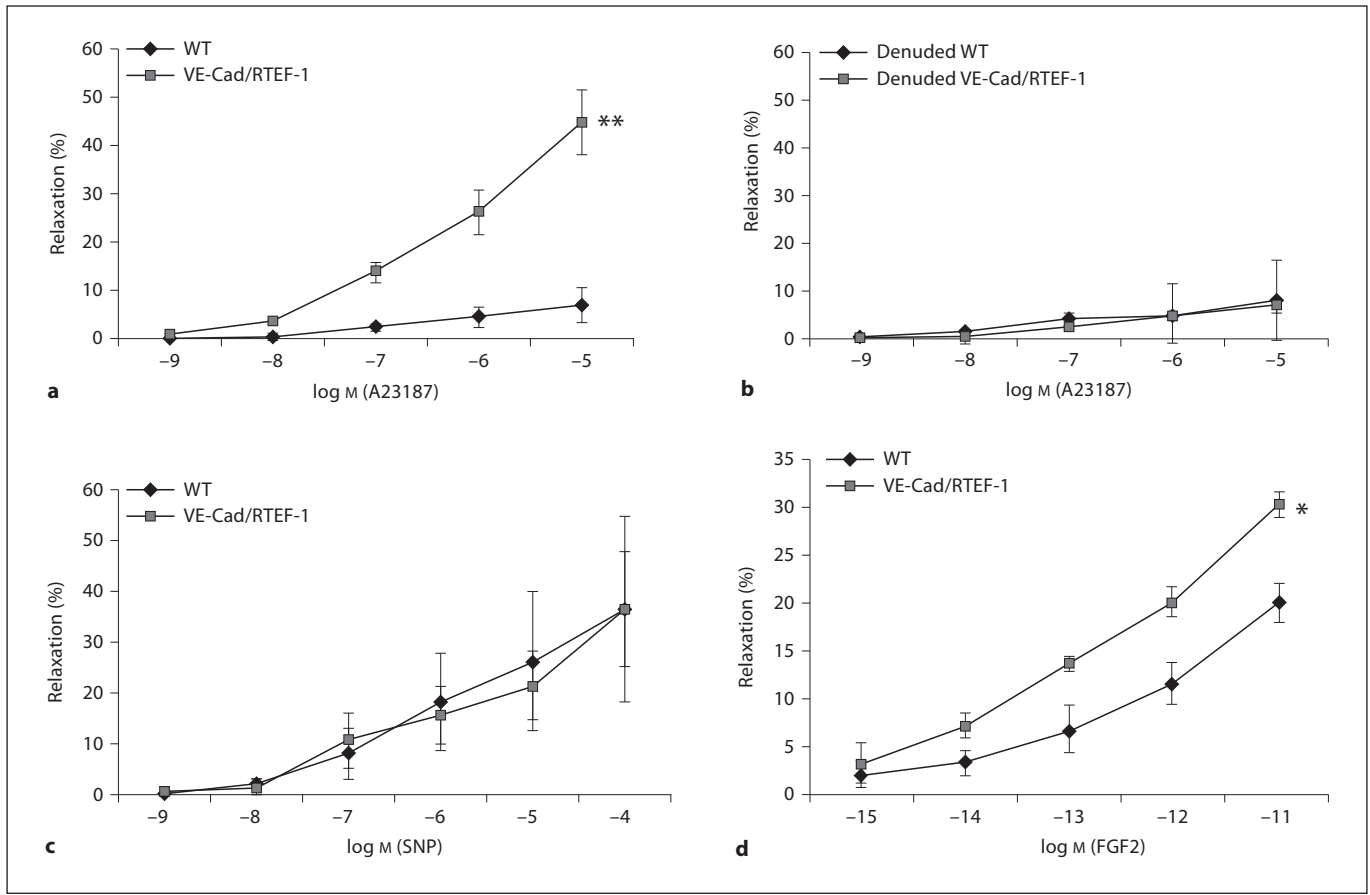 60
50
40
30
20
10
0
Relaxation (%)
WT
VE-Cad/RTEF-1
**
–9 –8 –7 –6 –5
log M (A23187)
a
60
50
40
30
20
10
0
Relaxation (%)
Denuded WT
Denuded VE-Cad/RTEF-1
–9 –8 –7 –6 –5
log M (A23187)
b
60
50
40
30
20
10
0
Relaxation (%)
WT
VE-Cad/RTEF-1
–9 –8 –7 –6 –5 –4
log M (SNP)
c
35
30
25
20
15
10
5
0
Relaxation (%)
WT
VE-Cad/RTEF-1
*
–15 –14 –13 –12 –11
log M (FGF2)
d